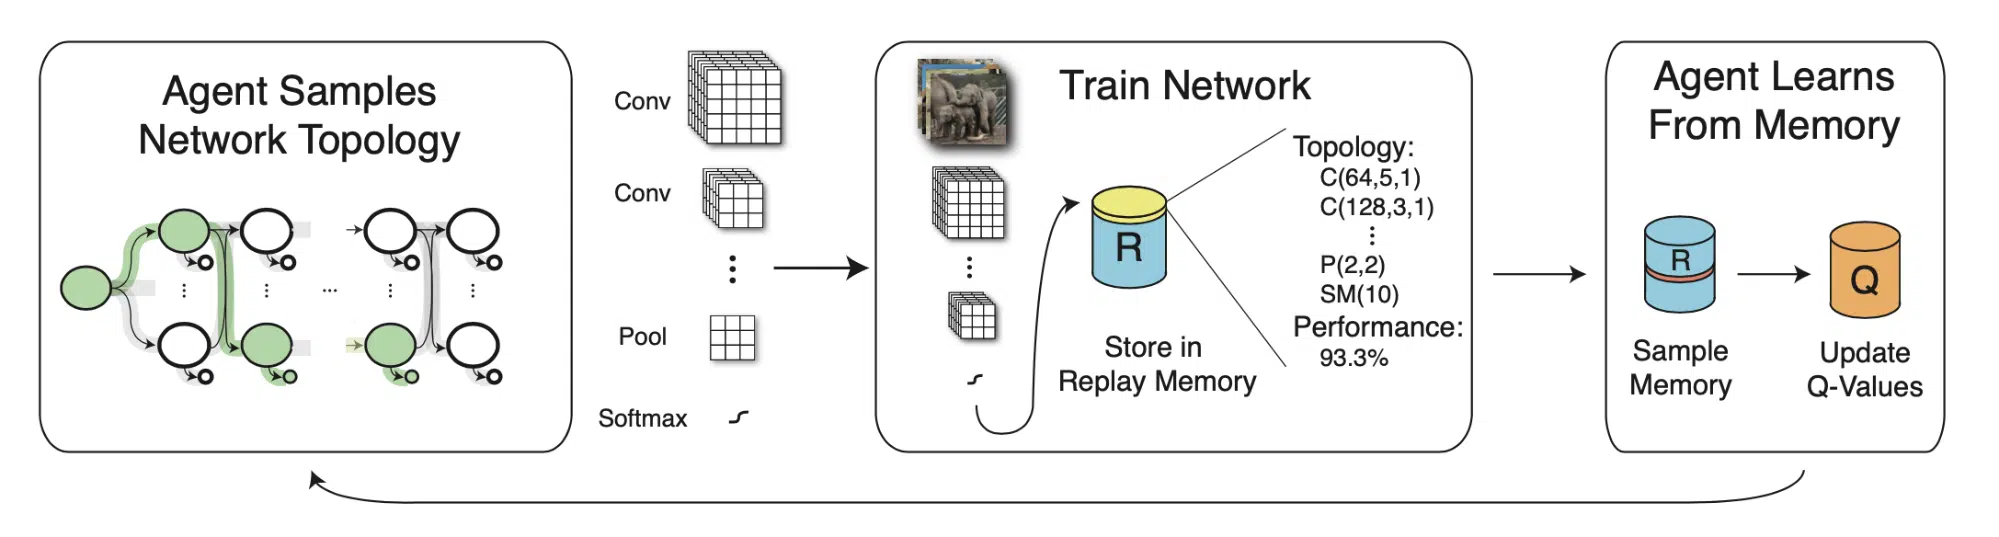 Agent Samples
Network Topology
...
Conv
Conv
Pool
Softmax
Train Network
R
Store in
Replay Memory
Topology:
C(64,5,1)
C(128,3,1)
P(2,2)
SM(10)
Performance:
93.3%
Agent Learns
From Memory
R
Sample
Memory
Q
Update
Q-Values